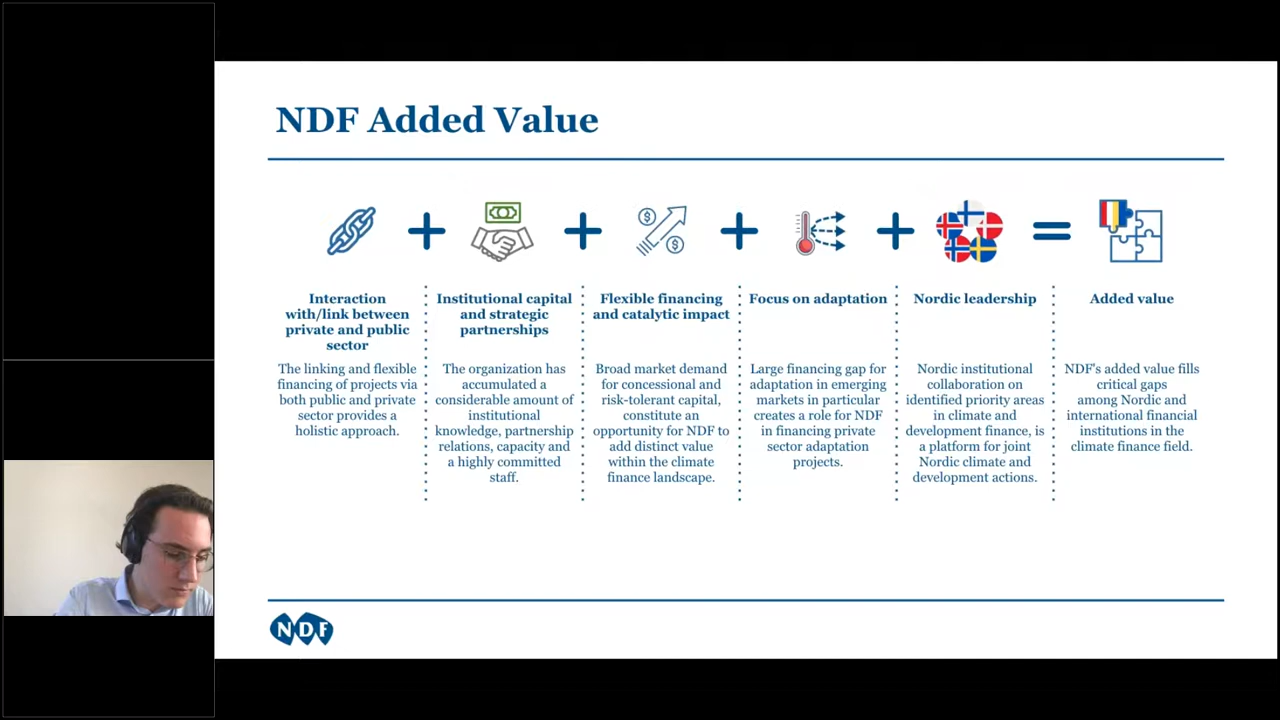 NDF Added Value
Interaction
with/link between
private and public
sector
The linking and flexible
financing of projects via
both public and private
sector provides a
holistic approach.
Institutional capital
and strategic
partnerships
The organization has
accumulated a
considerable amount of
institutional
knowledge, partnership
relations, capacity and
a highly committed
staff.
Flexible financing
and catalytic impact
Broad market demand
for concessional and
risk-tolerant capital,
constitute an
opportunity for NDF to
add distinct value
within the climate
finance landscape.
Focus on adaptation
Large financing gap for
adaptation in emerging
markets in particular
creates a role for NDF
in financing private
sector adaptation
projects.
Nordic leadership
Nordic institutional
collaboration on
identified priority areas
in climate and
development finance, is
a platform for joint
Nordic climate and
development actions.
Added value
NDF's added value fills
critical gaps
among Nordic and
international financial
institutions in the
climate finance field.
NDF